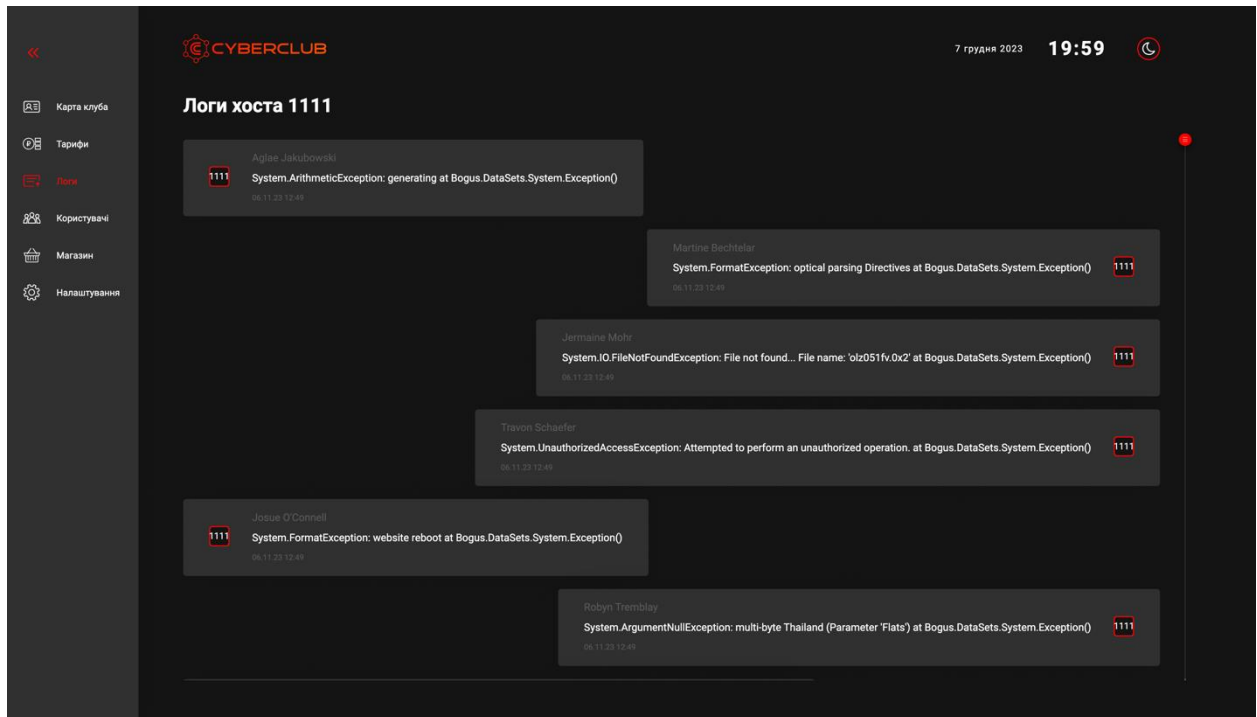 CYBERCLUB
7 грудня 2023
19:59
Карта клуба
Тарифи
Логи
Користувачі
Магазин
Налаштування
Логи хоста 1111
Aglae Jakubowski
1111
System.ArithmeticException: generating at Bogus.DataSets.System.Exception()
06.11.23 12:49
Martine Bechtelar
System.FormatException: optical parsing Directives at Bogus.DataSets.System.Exception()
1111
06.11.23 12:49
Jermaine Mohr
System.IO.FileNotFoundException: File not found... File name: 'olz051fv.0x2' at Bogus.DataSets.System.Exception()
1111
06.11.23 12:49
Travon Schaefer
System.UnauthorizedAccessException: Attempted to perform an unauthorized operation. at Bogus.DataSets.System.Exception()
1111
06.11.23 12:49
Josue O'Connell
1111
System.FormatException: website reboot at Bogus.DataSets.System.Exception()
06.11.23 12:49
Robyn Tremblay
System.ArgumentNullException: multi-byte Thailand (Parameter 'Flats') at Bogus.DataSets.System.Exception()
1111
06.11.23 12:49